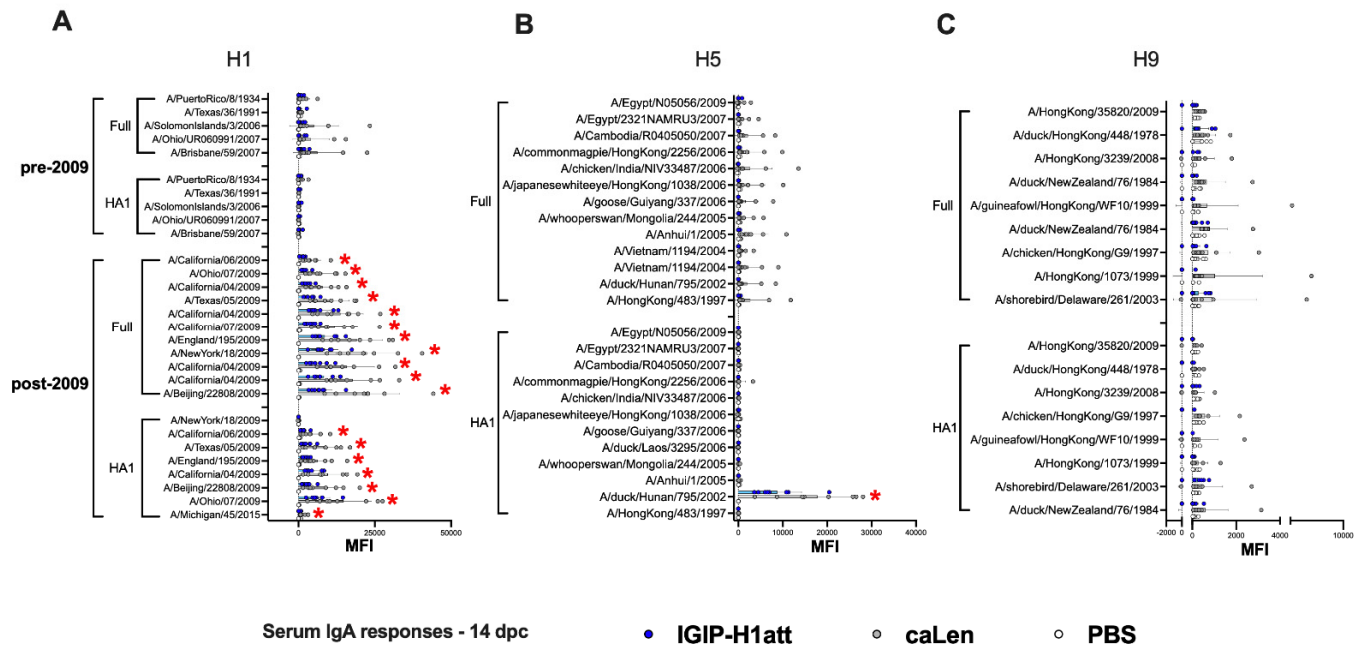 A
B
C
H1
H5
H9
pre-2009
Full
A/PuertoRico/8/1934
A/Texas/36/1991
A/SolomonIslands/3/2006
A/Ohio/UR060991/2007
A/Brisbane/59/2007
HA1
A/PuertoRico/8/1934
A/Texas/36/1991
A/SolomonIslands/3/2006
A/Ohio/UR060991/2007
A/Brisbane/59/2007
post-2009
Full
A/California/06/2009
A/Ohio/07/2009
A/California/04/2009
A/Texas/05/2009
A/California/04/2009
A/California/07/2009
A/England/195/2009
A/NewYork/18/2009
A/California/04/2009
A/California/04/2009
A/Beijing/22808/2009
HA1
A/NewYork/18/2009
A/California/06/2009
A/Texas/05/2009
A/England/195/2009
A/California/04/2009
A/Beijing/22808/2009
A/Ohio/07/2009
A/Michigan/45/2015
0 25000 50000
MFI
Full
A/Egypt/N05056/2009
A/Egypt/2321NAMRU3/2007
A/Cambodia/R0405050/2007
A/commonmagpie/HongKong/2256/2006
A/chicken/India/NIV33487/2006
A/japanesewhiteeye/HongKong/1038/2006
A/goose/Guiyang/337/2006
A/whooperswan/Mongolia/244/2005
A/Anhui/1/2005
A/Vietnam/1194/2004
A/Vietnam/1194/2004
A/duck/Hunan/795/2002
A/HongKong/483/1997
HA1
A/Egypt/N05056/2009
A/Egypt/2321NAMRU3/2007
A/Cambodia/R0405050/2007
A/commonmagpie/HongKong/2256/2006
A/chicken/India/NIV33487/2006
A/japanesewhiteeye/HongKong/1038/2006
A/goose/Guiyang/337/2006
A/duck/Laos/3295/2006
A/whooperswan/Mongolia/244/2005
A/Anhui/1/2005
A/duck/Hunan/795/2002
A/HongKong/483/1997
0 10000 20000 30000 40000
MFI
Full
A/HongKong/35820/2009
A/duck/HongKong/448/1978
A/HongKong/3239/2008
A/duck/NewZealand/76/1984
A/guineafowl/HongKong/WF10/1999
A/duck/NewZealand/76/1984
A/chicken/HongKong/G9/1997
A/HongKong/1073/1999
A/shorebird/Delaware/261/2003
HA1
A/HongKong/35820/2009
A/duck/HongKong/448/1978
A/HongKong/3239/2008
A/chicken/HongKong/G9/1997
A/guineafowl/HongKong/WF10/1999
A/HongKong/1073/1999
A/shorebird/Delaware/261/2003
A/duck/NewZealand/76/1984
-2000 0 0 2000 4000 10000
MFI
Serum IgA responses - 14 dpc
IGIP-H1att
caLen
PBS